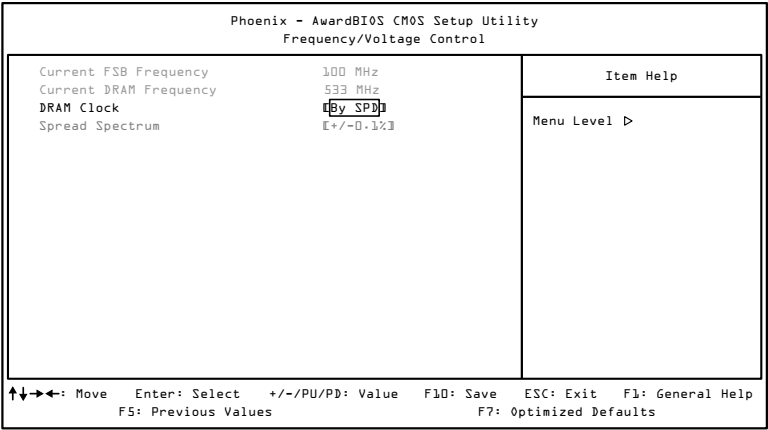 Phoenix - AwardBIOS CMOS Setup Utility
Frequency/Voltage Control
Current FSB Frequency 100 MHz
Current DRAM Frequency 533 MHz
DRAM Clock [By SPD]
Spread Spectrum [+/-0.1%]
Item Help
Menu Level ▷
↑↓→←: Move Enter: Select +/-/PU/PD: Value F10: Save ESC: Exit F1: General Help
F5: Previous Values F7: Optimized Defaults